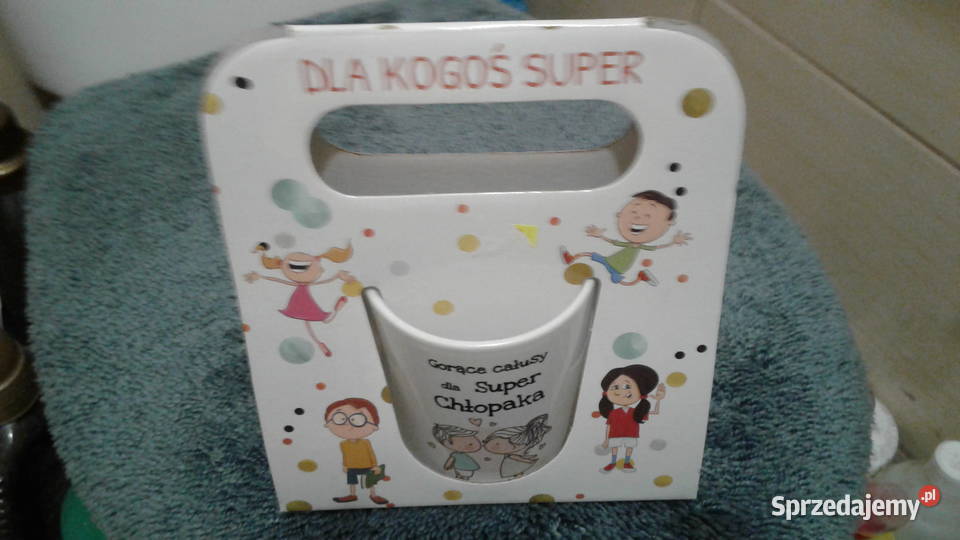 DLA KOGOŚ SUPER
Gorące całusy
dla Super
Chłopaka
Sprzedajemy.pl